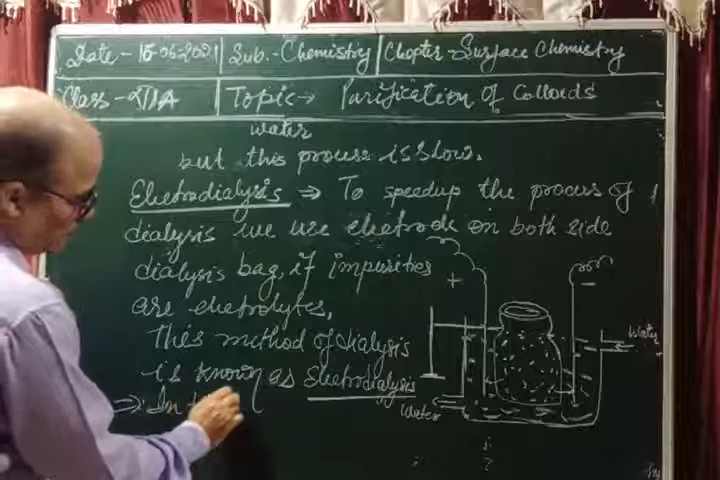 Date - 15-06-2021 Sub. - Chemistry Chapter - Surface Chemistry
Class - XIIA Topic → Purification of Colloids
water
but this process is slow.
Electrodialysis ⇒ To speedup the process of
dialysis we use electrode on both side
dialysis bag, if impurities
are electrolytes.
This method of dialysis
is known as Electrodialysis
⇒ In
+
−
Water
Water